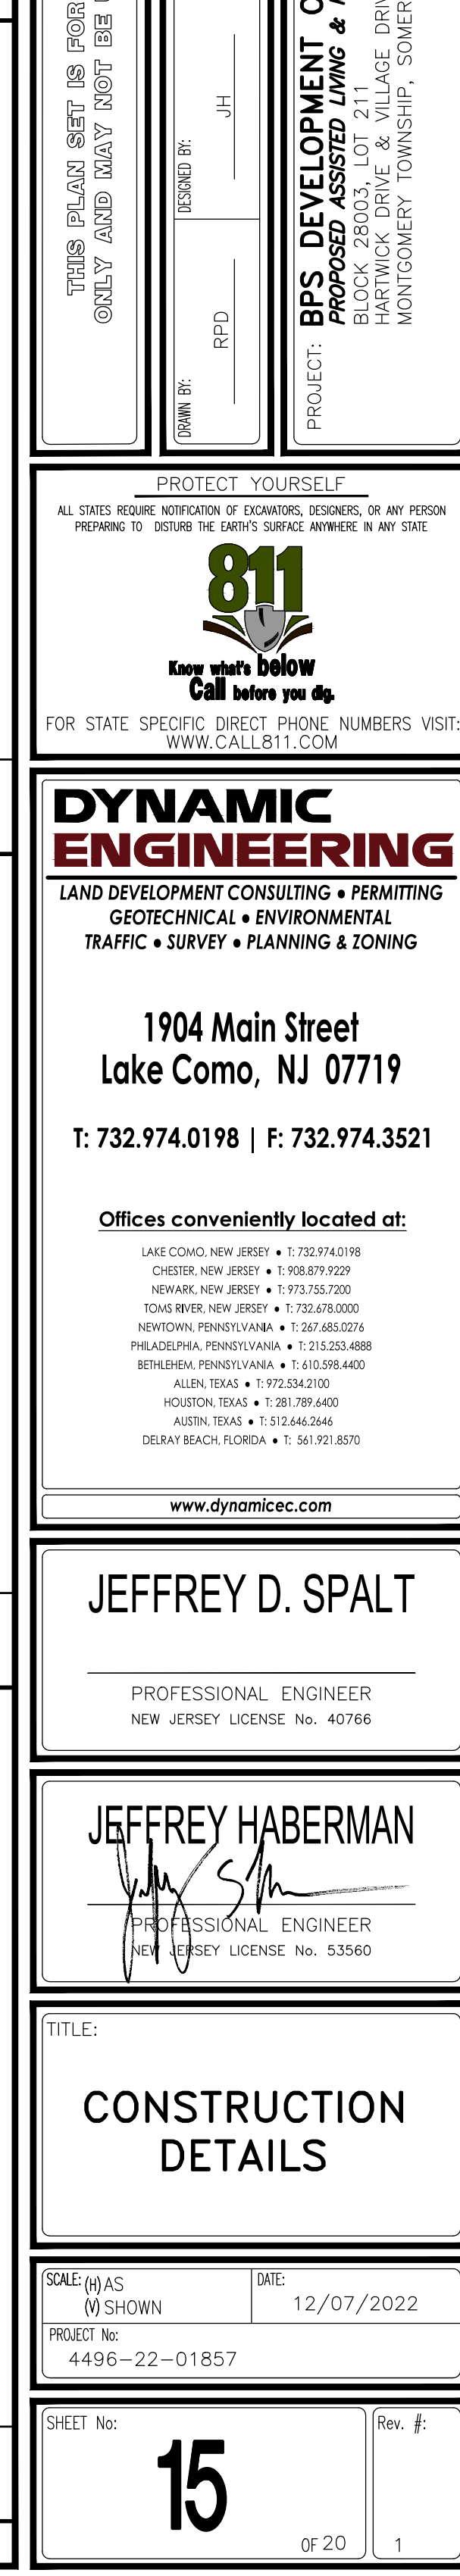 THIS PLAN SET IS FOR
ONLY AND MAY NOT BE
DESIGNED BY:
JH
DRAWN BY:
RPD
PROJECT:
BPS DEVELOPMENT
PROPOSED ASSISTED LIVING &
BLOCK 28003, LOT 211
HARTWICK DRIVE & VILLAGE
MONTGOMERY TOWNSHIP,
PROTECT YOURSELF
ALL STATES REQUIRE NOTIFICATION OF EXCAVATORS, DESIGNERS, OR ANY PERSON
PREPARING TO DISTURB THE EARTH'S SURFACE ANYWHERE IN ANY STATE
811
Know what's below
Call before you dig.
FOR STATE SPECIFIC DIRECT PHONE NUMBERS VISIT:
WWW.CALL811.COM
DYNAMIC
ENGINEERING
LAND DEVELOPMENT CONSULTING • PERMITTING
GEOTECHNICAL • ENVIRONMENTAL
TRAFFIC • SURVEY • PLANNING & ZONING
1904 Main Street
Lake Como, NJ 07719
T: 732.974.0198 | F: 732.974.3521
Offices conveniently located at:
LAKE COMO, NEW JERSEY • T: 732.974.0198
CHESTER, NEW JERSEY • T: 908.879.9229
NEWARK, NEW JERSEY • T: 973.755.7200
TOMS RIVER, NEW JERSEY • T: 732.678.0000
NEWTOWN, PENNSYLVANIA • T: 267.685.0276
PHILADELPHIA, PENNSYLVANIA • T: 215.253.4888
BETHLEHEM, PENNSYLVANIA • T: 610.598.4400
ALLEN, TEXAS • T: 972.534.2100
HOUSTON, TEXAS • T: 281.789.6400
AUSTIN, TEXAS • T: 512.646.2646
DELRAY BEACH, FLORIDA • T: 561.921.8570
www.dynamicec.com
JEFFREY D. SPALT
PROFESSIONAL ENGINEER
NEW JERSEY LICENSE No. 40766
JEFFREY HABERMAN
PROFESSIONAL ENGINEER
NEW JERSEY LICENSE No. 53560
TITLE:
CONSTRUCTION
DETAILS
SCALE: (H) AS
(V) SHOWN
DATE:
12/07/2022
PROJECT No:
4496-22-01857
SHEET No:
15
OF 20
Rev. #:
1